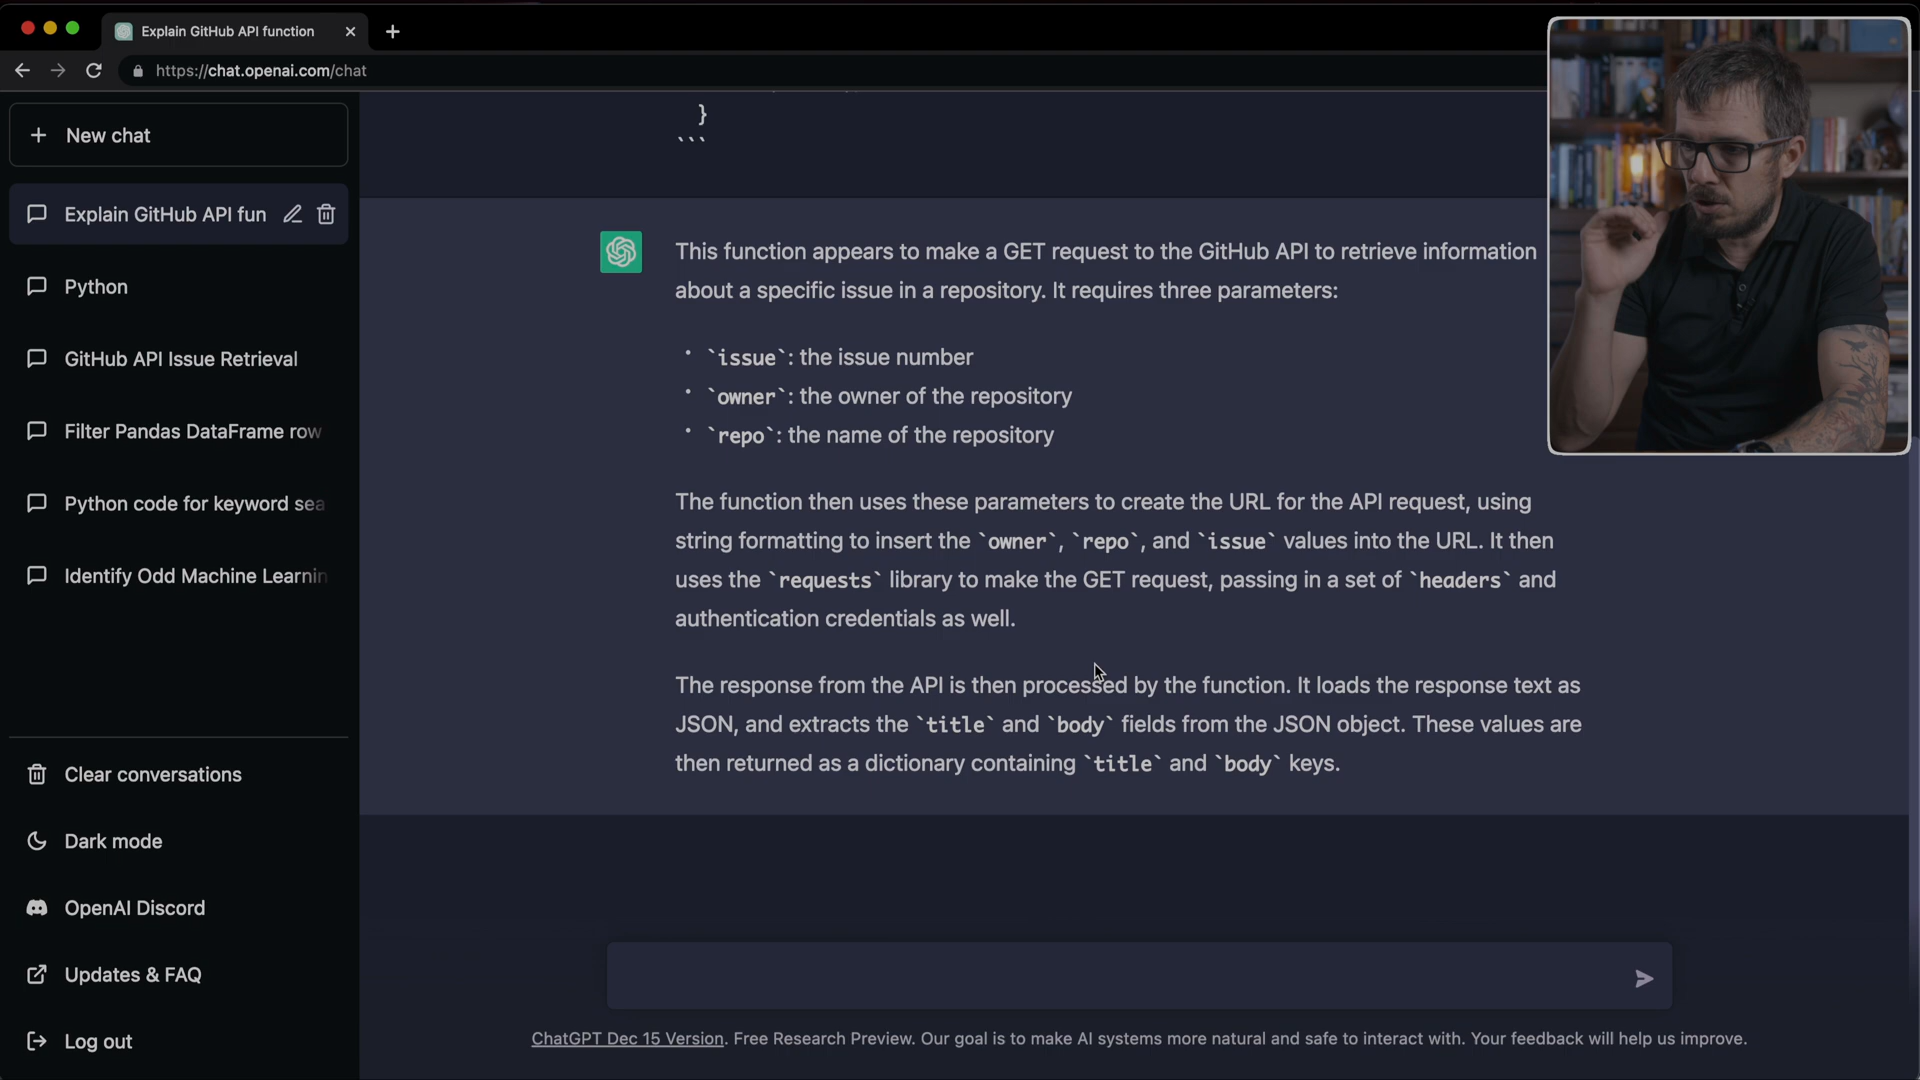 Explain GitHub API function
https://chat.openai.com/chat
New chat
Explain GitHub API fun
Python
GitHub API Issue Retrieval
Filter Pandas DataFrame row
Python code for keyword sea
Identify Odd Machine Learnin
Clear conversations
Dark mode
OpenAI Discord
Updates & FAQ
Log out
}
```
This function appears to make a GET request to the GitHub API to retrieve information
about a specific issue in a repository. It requires three parameters:
• `issue`: the issue number
• `owner`: the owner of the repository
• `repo`: the name of the repository
The function then uses these parameters to create the URL for the API request, using
string formatting to insert the `owner`, `repo`, and `issue` values into the URL. It then
uses the `requests` library to make the GET request, passing in a set of `headers` and
authentication credentials as well.
The response from the API is then processed by the function. It loads the response text as
JSON, and extracts the `title` and `body` fields from the JSON object. These values are
then returned as a dictionary containing `title` and `body` keys.
ChatGPT Dec 15 Version. Free Research Preview. Our goal is to make AI systems more natural and safe to interact with. Your feedback will help us improve.